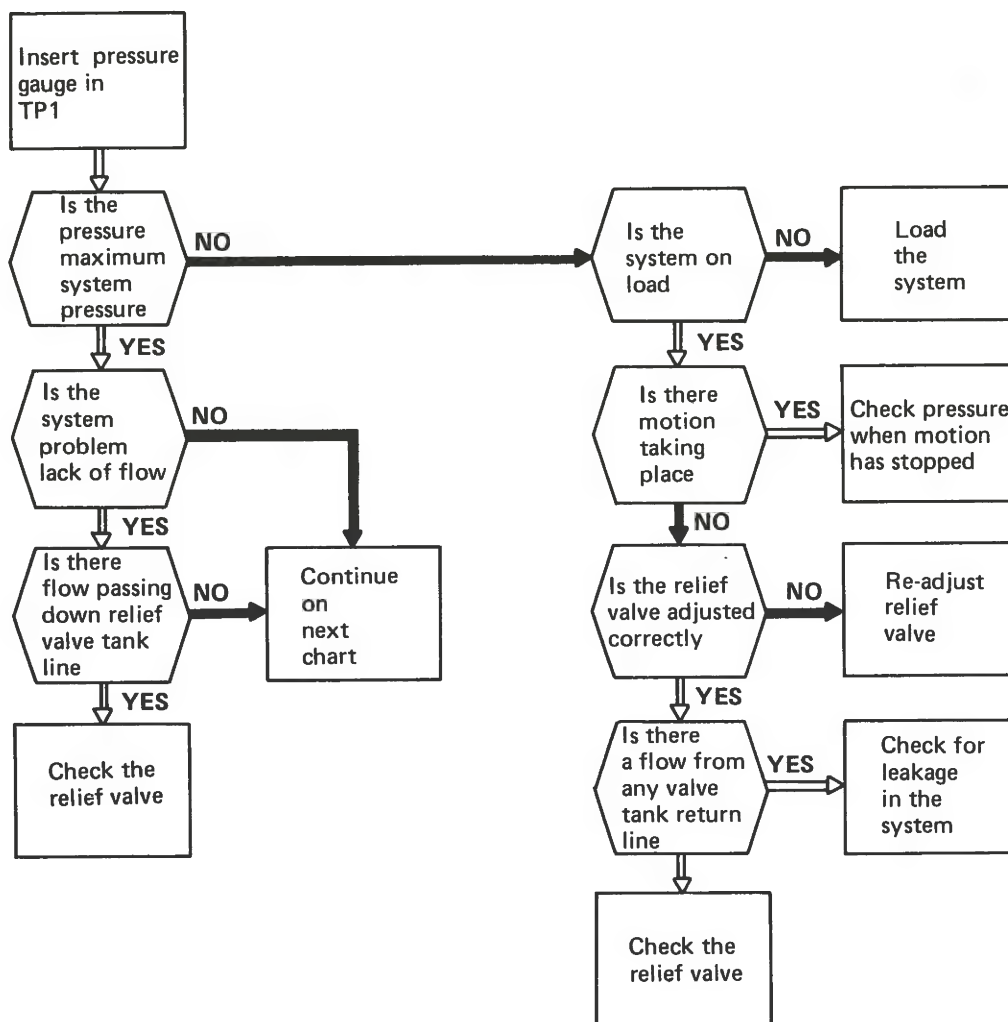 Insert pressure
gauge in
TP1
Is the
pressure
maximum
system
pressure
NO
YES
Is the
system
problem
lack of flow
NO
YES
Is there
flow passing
down relief
valve tank
line
NO
YES
Continue
on
next
chart
Check the
relief valve
Is the
system on
load
NO
YES
Load
the
system
Is there
motion
taking
place
YES
NO
Check pressure
when motion
has stopped
Is the relief
valve adjusted
correctly
NO
YES
Re-adjust
relief
valve
Is there
a flow from
any valve
tank return
line
YES
Check for
leakage
in the
system
Check the
relief valve